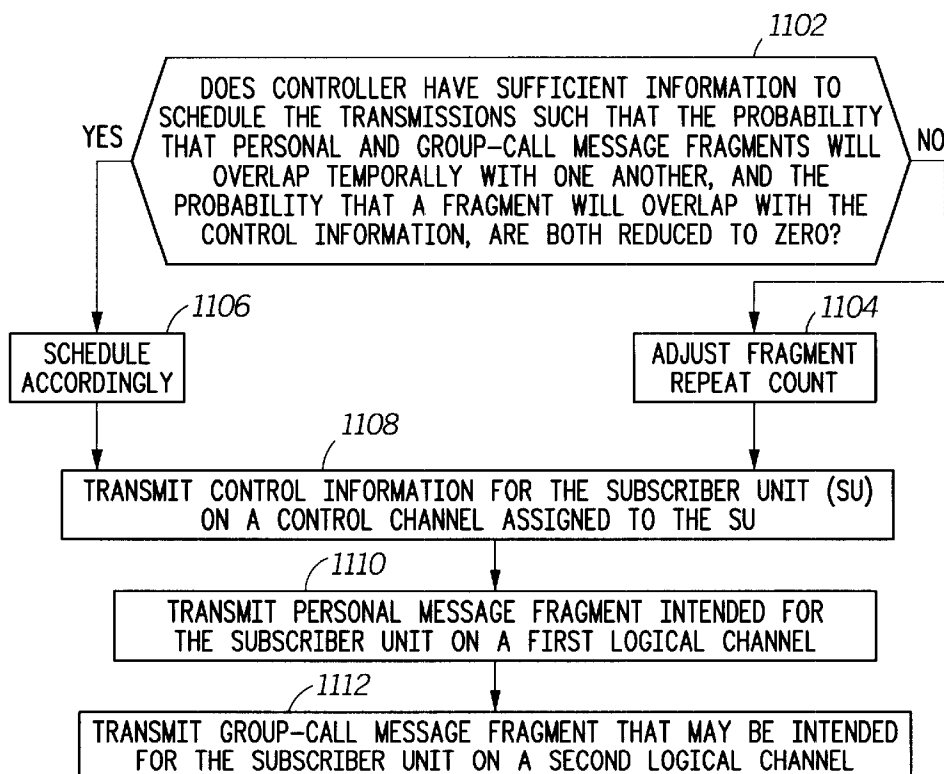 1102
DOES CONTROLLER HAVE SUFFICIENT INFORMATION TO
SCHEDULE THE TRANSMISSIONS SUCH THAT THE PROBABILITY
THAT PERSONAL AND GROUP-CALL MESSAGE FRAGMENTS WILL
OVERLAP TEMPORALLY WITH ONE ANOTHER, AND THE
PROBABILITY THAT A FRAGMENT WILL OVERLAP WITH THE
CONTROL INFORMATION, ARE BOTH REDUCED TO ZERO?
YES
NO
1106
SCHEDULE
ACCORDINGLY
1104
ADJUST FRAGMENT
REPEAT COUNT
1108
TRANSMIT CONTROL INFORMATION FOR THE SUBSCRIBER UNIT (SU)
ON A CONTROL CHANNEL ASSIGNED TO THE SU
1110
TRANSMIT PERSONAL MESSAGE FRAGMENT INTENDED FOR
THE SUBSCRIBER UNIT ON A FIRST LOGICAL CHANNEL
1112
TRANSMIT GROUP-CALL MESSAGE FRAGMENT THAT MAY BE INTENDED
FOR THE SUBSCRIBER UNIT ON A SECOND LOGICAL CHANNEL